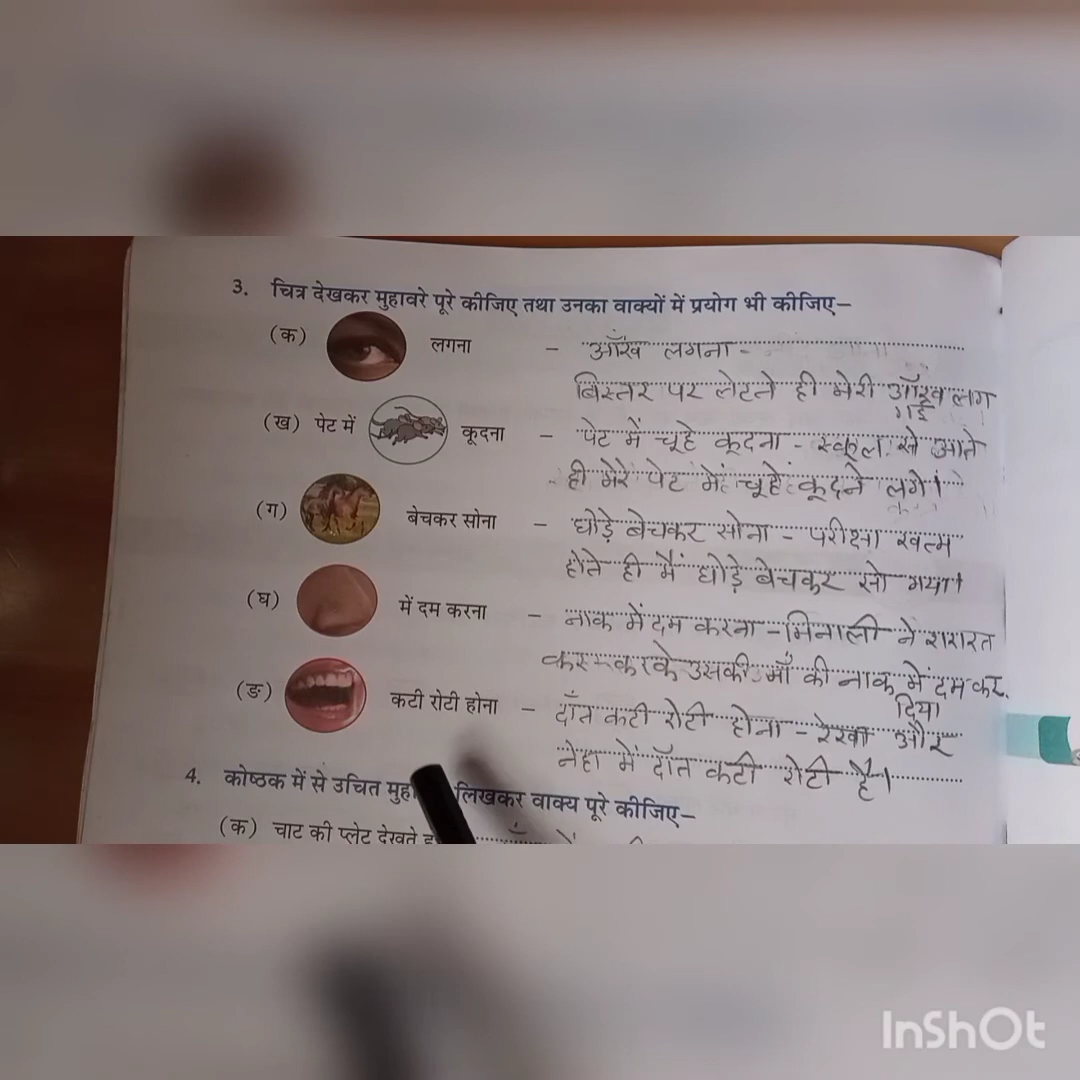 3. चित्र देखकर मुहावरे पूरे कीजिए तथा उनका वाक्यों में प्रयोग भी कीजिए–
(क) लगना – आँख लगना -
बिस्तर पर लेटते ही मेरी आँख लग
गई
(ख) पेट में कूदना – पेट में चूहे कूदना - स्कूल से आते
ही मेरे पेट में चूहे कूदने लगे।
(ग) बेचकर सोना – घोड़े बेचकर सोना - परीक्षा खत्म
होते ही मैं घोड़े बेचकर सो गया।
(घ) में दम करना – नाक में दम करना - मिनाली ने शरारत
कर-करके उसकी माँ की नाक में दम कर
दिया
(ङ) कटी रोटी होना – दाँत कटी रोटी होना - रेखा और
नेहा में दाँत कटी रोटी है।
4. कोष्ठक में से उचित लिखकर वाक्य पूरे कीजिए–
(क) चाट की प्लेट देखते
InShOt